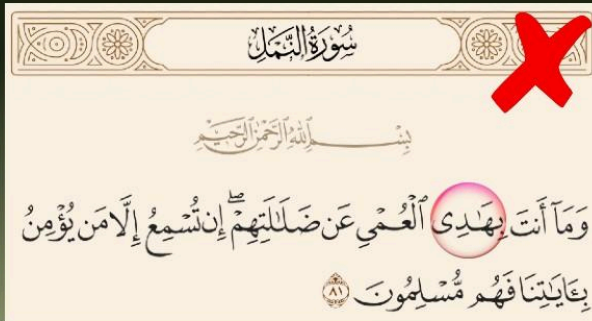 سُورَةُ النَّمْلِ
بِسْمِ اللَّهِ الرَّحْمَٰنِ الرَّحِيمِ
وَمَآ أَنتَ بِهَٰدِى ٱلْعُمْىِ عَن ضَلَٰلَتِهِمْ ۖ إِن تُسْمِعُ إِلَّا مَن يُؤْمِنُ
بِـَٔايَٰتِنَا فَهُم مُّسْلِمُونَ ٨١